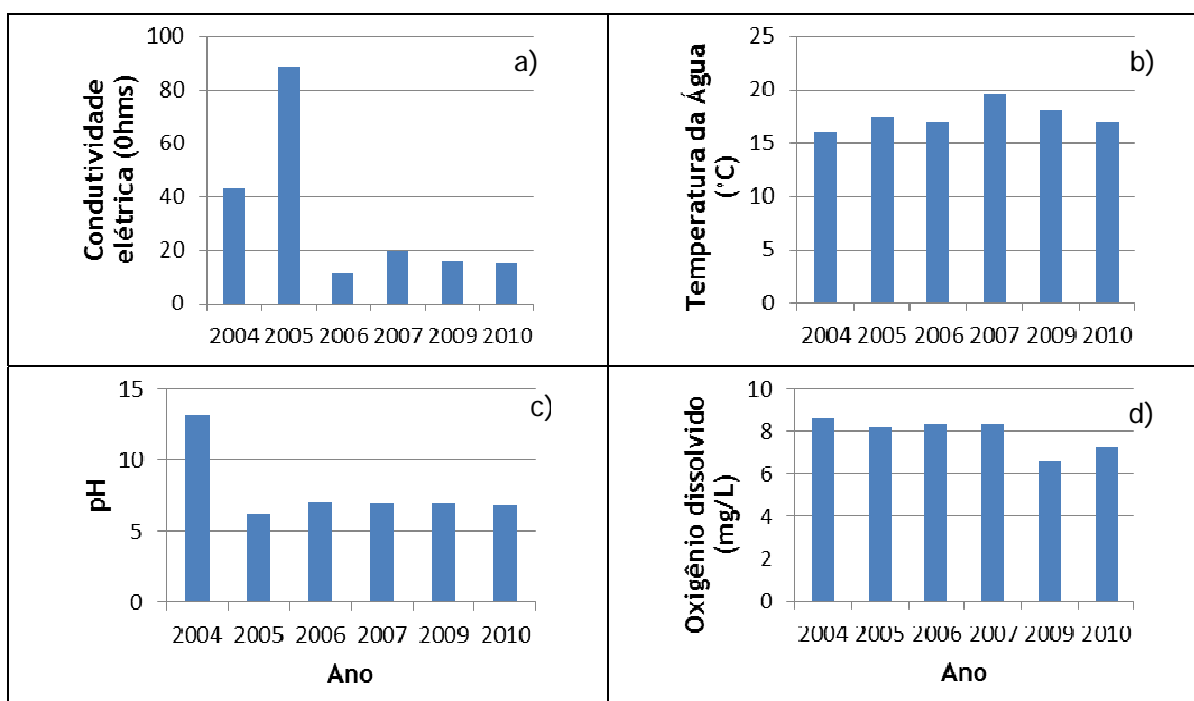 a)
Condutividade
elétrica (0hms)
100
80
60
40
20
0
2004 2005 2006 2007 2009 2010
b)
Temperatura da Água
(°C)
25
20
15
10
5
0
2004 2005 2006 2007 2009 2010
c)
pH
15
10
5
0
2004 2005 2006 2007 2009 2010
Ano
d)
Oxigênio dissolvido
(mg/L)
10
8
6
4
2
0
2004 2005 2006 2007 2009 2010
Ano